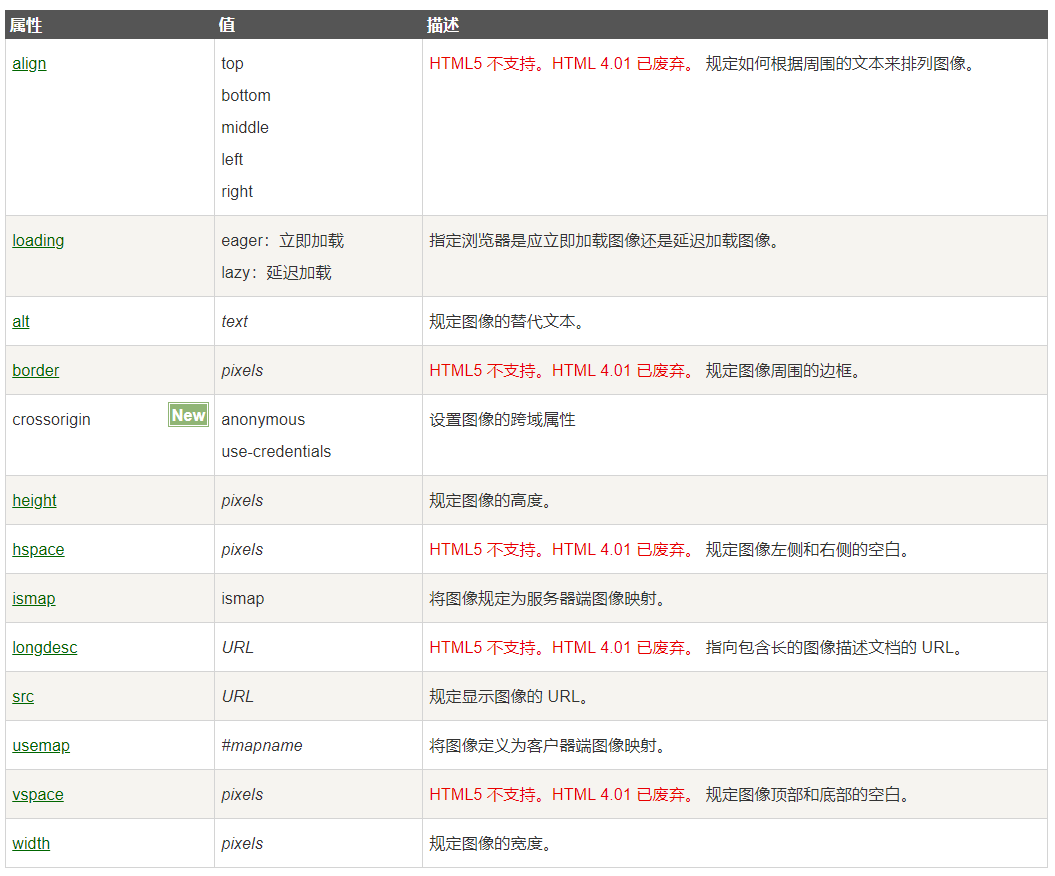 属性 值 描述
align top HTML5 不支持。HTML 4.01 已废弃。 规定如何根据周围的文本来排列图像。
bottom
middle
left
right
loading eager：立即加载 指定浏览器是应立即加载图像还是延迟加载图像。
lazy：延迟加载
alt text 规定图像的替代文本。
border pixels HTML5 不支持。HTML 4.01 已废弃。 规定图像周围的边框。
crossorigin New anonymous 设置图像的跨域属性
use-credentials
height pixels 规定图像的高度。
hspace pixels HTML5 不支持。HTML 4.01 已废弃。 规定图像左侧和右侧的空白。
ismap ismap 将图像规定为服务器端图像映射。
longdesc URL HTML5 不支持。HTML 4.01 已废弃。 指向包含长的图像描述文档的 URL。
src URL 规定显示图像的 URL。
usemap #mapname 将图像定义为客户器端图像映射。
vspace pixels HTML5 不支持。HTML 4.01 已废弃。 规定图像顶部和底部的空白。
width pixels 规定图像的宽度。